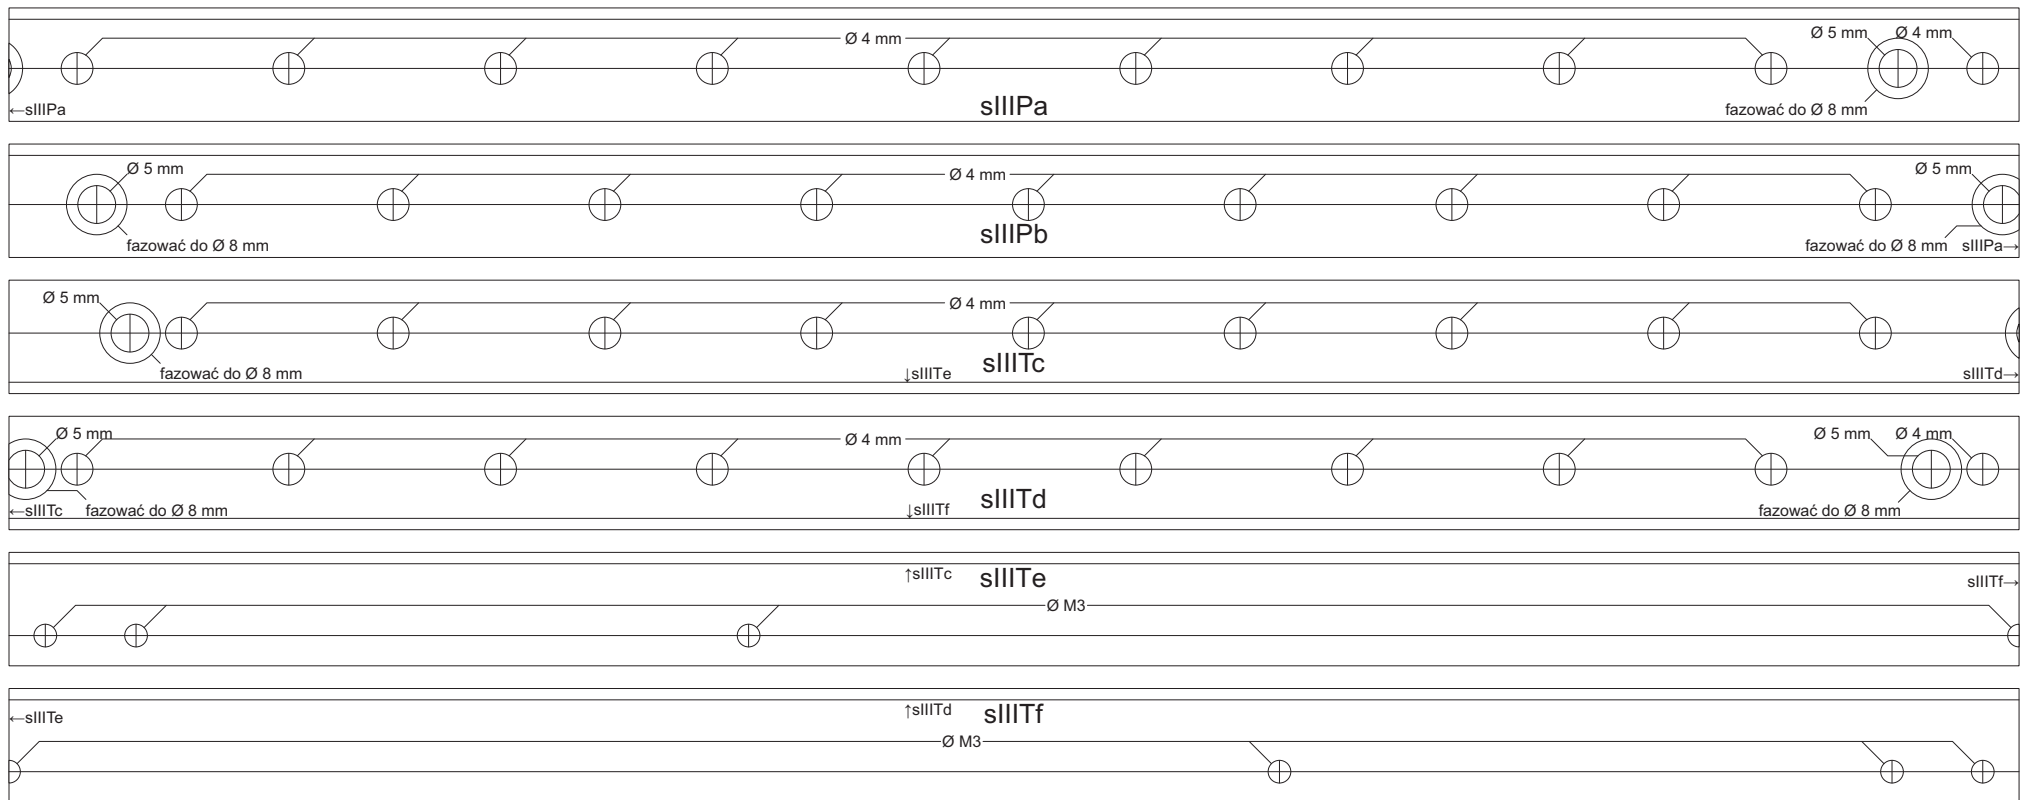 Ø 4 mm
Ø 5 mm Ø 4 mm
←sIIIPa
sIIIPa
fazować do Ø 8 mm
Ø 5 mm
Ø 4 mm
Ø 5 mm
fazować do Ø 8 mm
sIIIPb
fazować do Ø 8 mm
sIIIPa→
Ø 5 mm
Ø 4 mm
fazować do Ø 8 mm
↓sIIITe
sIIITc
sIIITd→
Ø 5 mm
Ø 4 mm
Ø 5 mm Ø 4 mm
←sIIITc
fazować do Ø 8 mm
↓sIIITf
sIIITd
fazować do Ø 8 mm
↑sIIITc
sIIITe
sIIITf→
Ø M3
←sIIITe
↑sIIITd
sIIITf
Ø M3